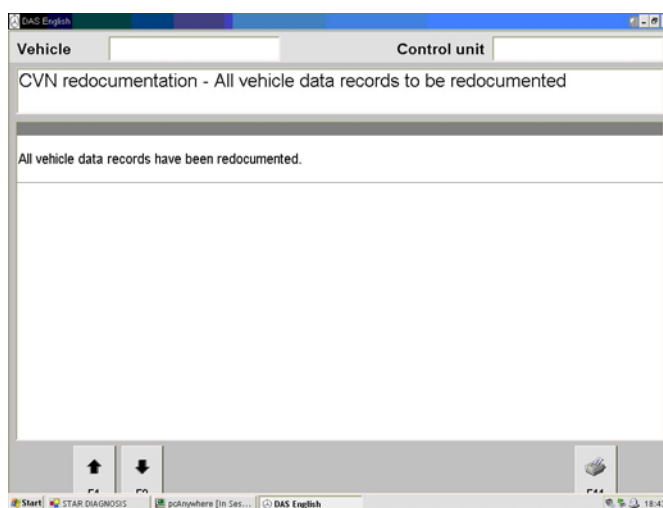 DAS English
Vehicle
Control unit
CVN redocumentation - All vehicle data records to be redocumented
All vehicle data records have been redocumented.
Start
STAR DIAGNOSIS
pcAnywhere [in Ses...
DAS English